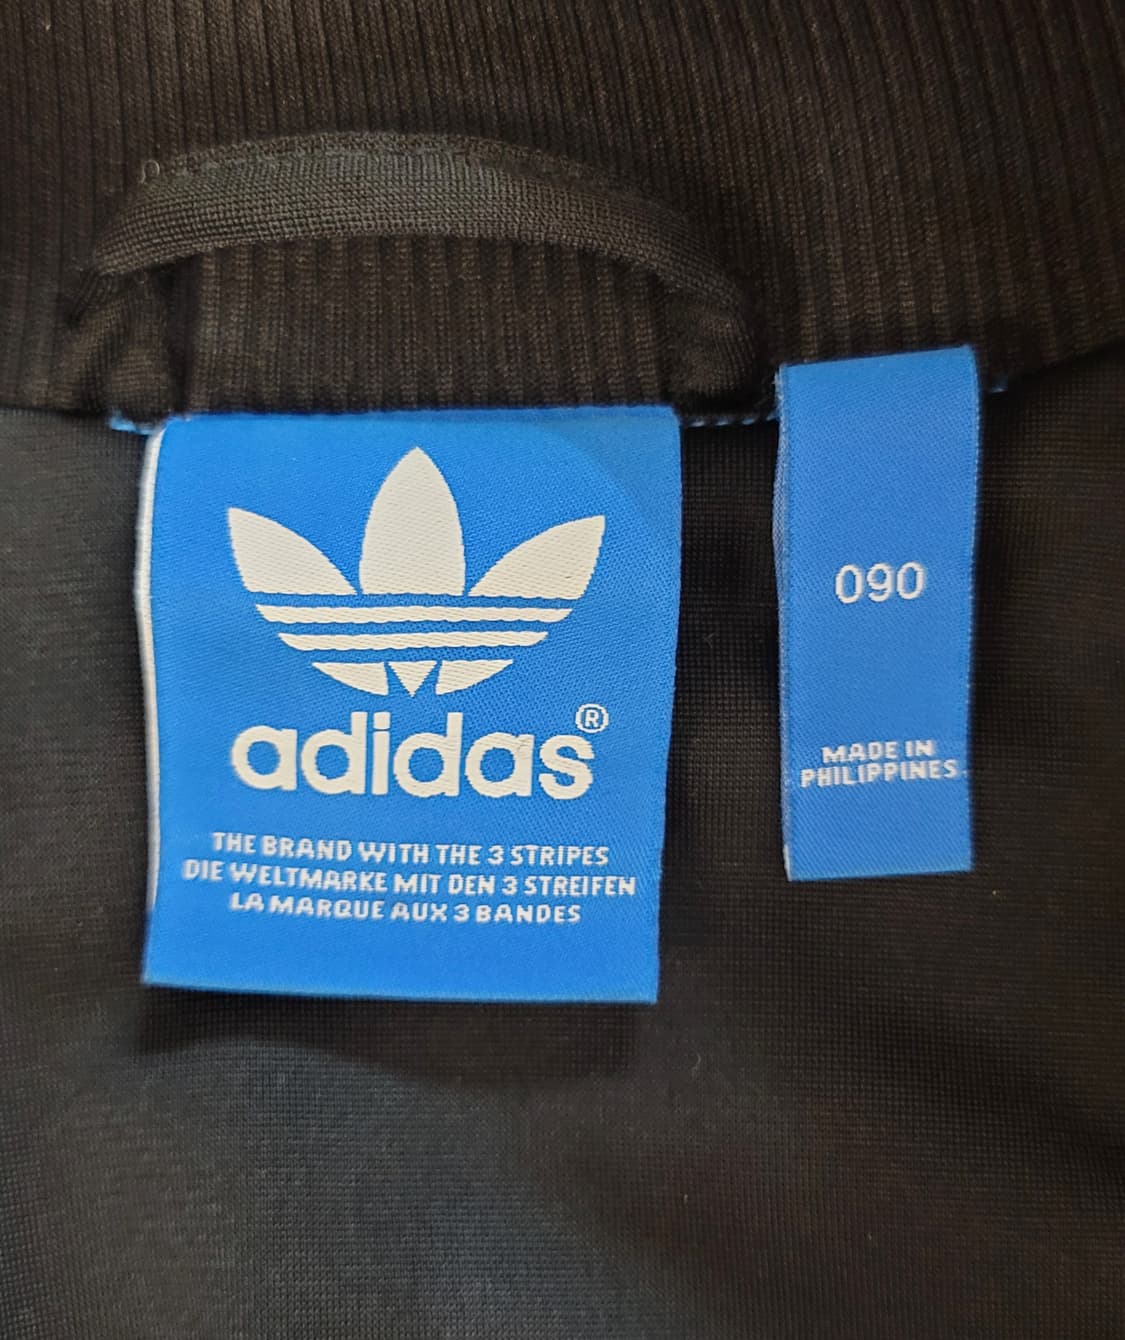 adidas®
THE BRAND WITH THE 3 STRIPES
DIE WELTMARKE MIT DEN 3 STREIFEN
LA MARQUE AUX 3 BANDES
090
MADE IN
PHILIPPINES